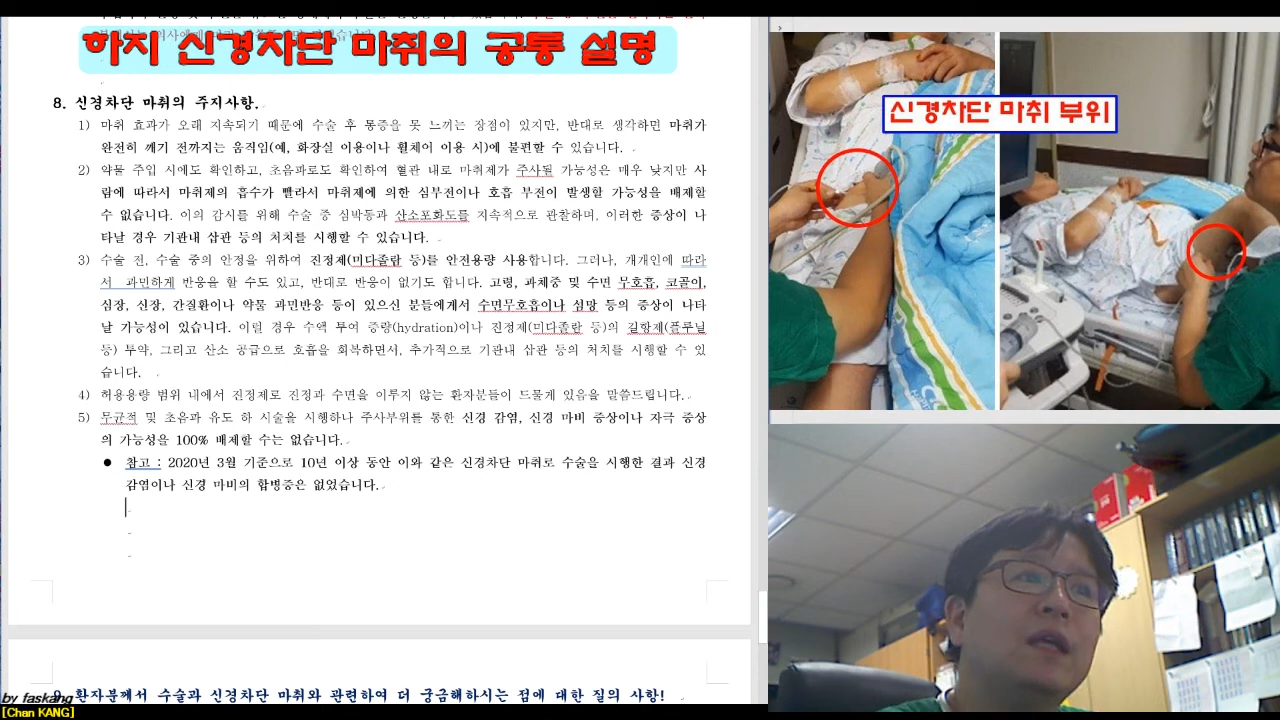 하지 신경차단 마취의 공통 설명
8. 신경차단 마취의 주지사항.
1) 마취 효과가 오래 지속되기 때문에 수술 후 통증을 못 느끼는 장점이 있지만, 반대로 생각하면 마취가
완전히 깨기 전까지는 움직임(예, 화장실 이용이나 휠체어 이용 시)에 불편할 수 있습니다.
2) 약물 주입 시에도 확인하고, 초음파로도 확인하여 혈관 내로 마취제가 주사될 가능성은 매우 낮지만 사
람에 따라서 마취제의 흡수가 빨라서 마취제에 의한 심부전이나 호흡 부전이 발생할 가능성을 배제할
수 없습니다. 이의 감시를 위해 수술 중 심박동과 산소포화도를 지속적으로 관찰하며, 이러한 증상이 나
타날 경우 기관내 삽관 등의 처치를 시행할 수 있습니다.
3) 수술 전, 수술 중의 안정을 위하여 진정제(미다졸람 등)를 안전용량 사용합니다. 그러나, 개개인에 따라
서 과민하게 반응을 할 수도 있고, 반대로 반응이 없기도 합니다. 고령, 과체중 및 수면 무호흡, 코골이,
심장, 신장, 간질환이나 약물 과민반응 등이 있으신 분들에게서 수면무호흡이나 섬망 등의 증상이 나타
날 가능성이 있습니다. 이럴 경우 수액 투여 증량(hydration)이나 진정제(미다졸람 등)의 길항제(플루닐
등) 투약, 그리고 산소 공급으로 호흡을 회복하면서, 추가적으로 기관내 삽관 등의 처치를 시행할 수 있
습니다.
4) 허용용량 범위 내에서 진정제로 진정과 수면을 이루지 않는 환자분들이 드물게 있음을 말씀드립니다.
5) 무균적 및 초음파 유도 하 시술을 시행하나 주사부위를 통한 신경 감염, 신경 마비 증상이나 자극 증상
의 가능성을 100% 배제할 수는 없습니다.
● 참고 : 2020년 3월 기준으로 10년 이상 동안 이와 같은 신경차단 마취로 수술을 시행한 결과 신경
감염이나 신경 마비의 합병증은 없었습니다.
환자분께서 수술과 신경차단 마취와 관련하여 더 궁금해하시는 점에 대한 질의 사항!
by faskang
[Chan KANG]
신경차단 마취 부위